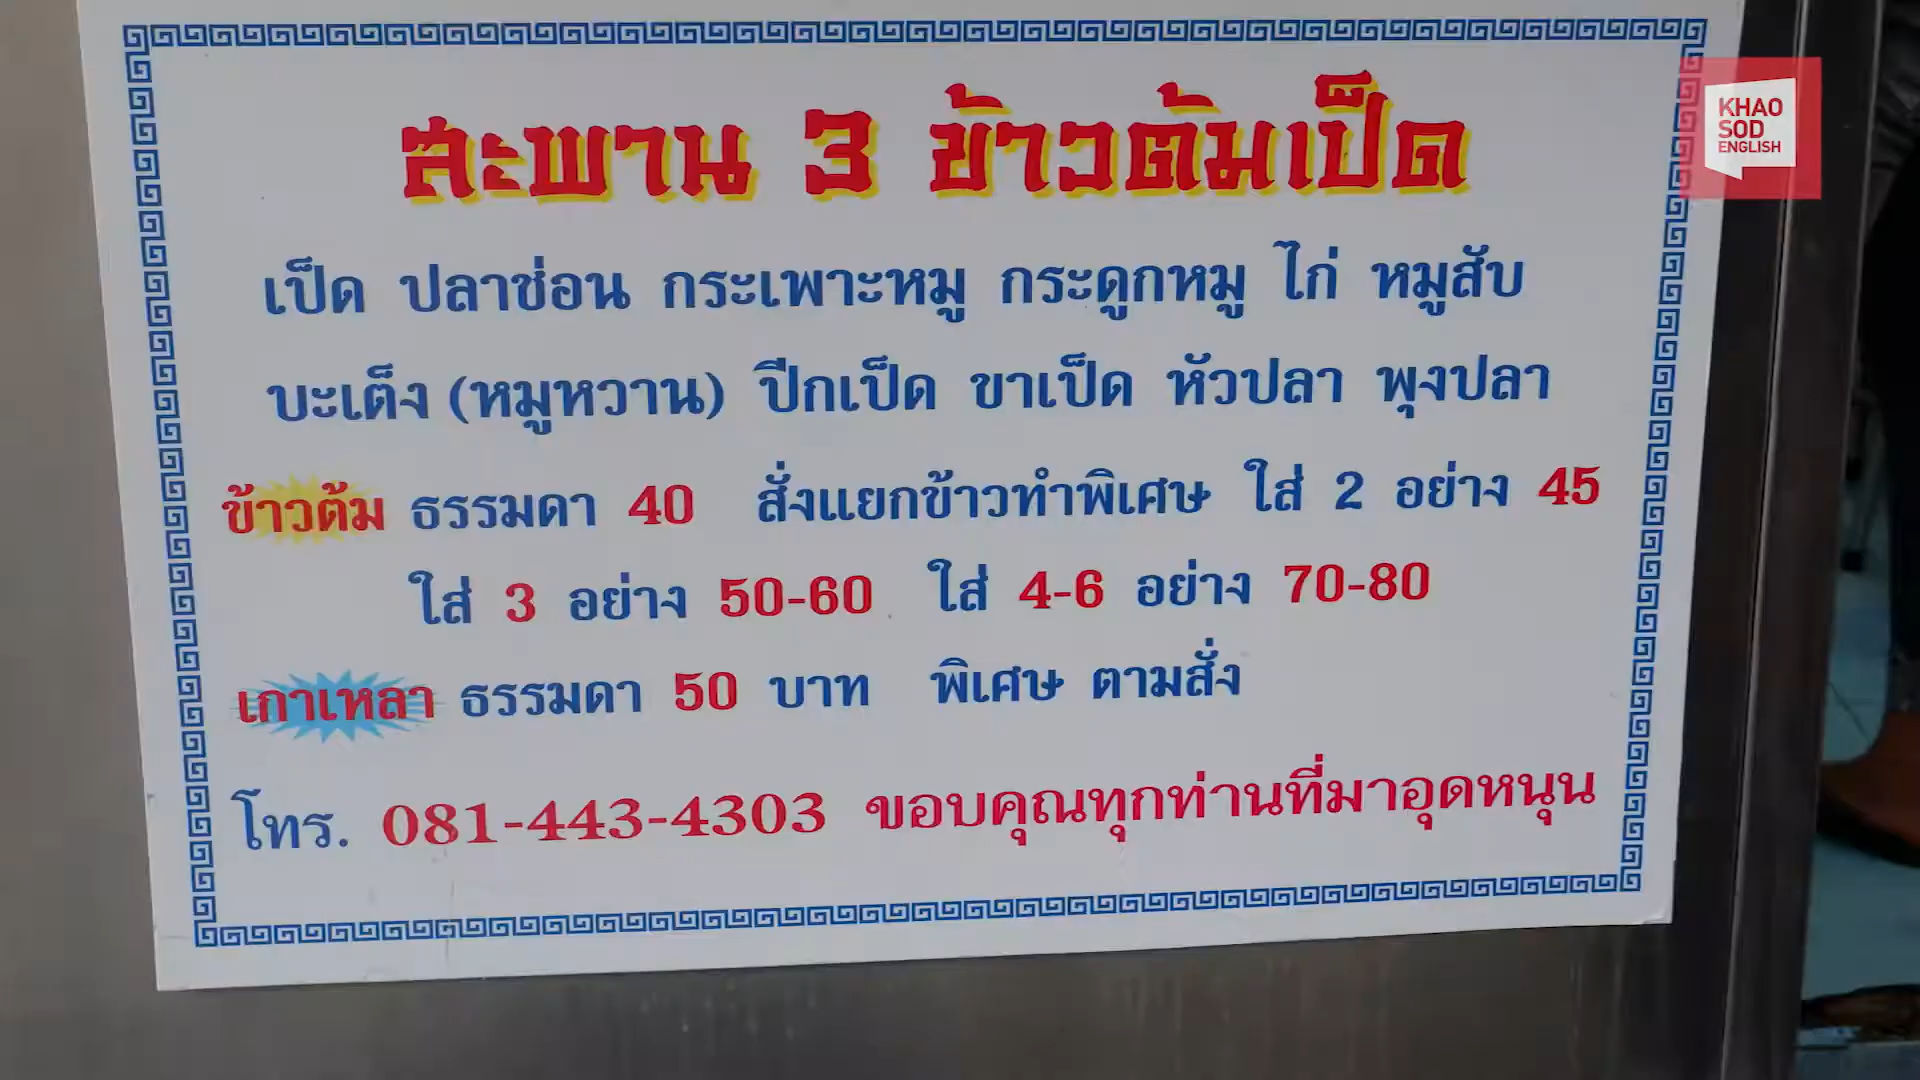 สะพาน 3 ข้าวต้มเป็ด
เป็ด ปลาช่อน กระเพาะหมู กระดูกหมู ไก่ หมูสับ
บะเต็ง (หมูหวาน) ปีกเป็ด ขาเป็ด หัวปลา พุงปลา
ข้าวต้ม ธรรมดา 40 สั่งแยกข้าวทำพิเศษ ใส่ 2 อย่าง 45
ใส่ 3 อย่าง 50-60 ใส่ 4-6 อย่าง 70-80
เกาเหลา ธรรมดา 50 บาท พิเศษ ตามสั่ง
โทร. 081-443-4303 ขอบคุณทุกท่านที่มาอุดหนุน
KHAO
SOD
ENGLISH